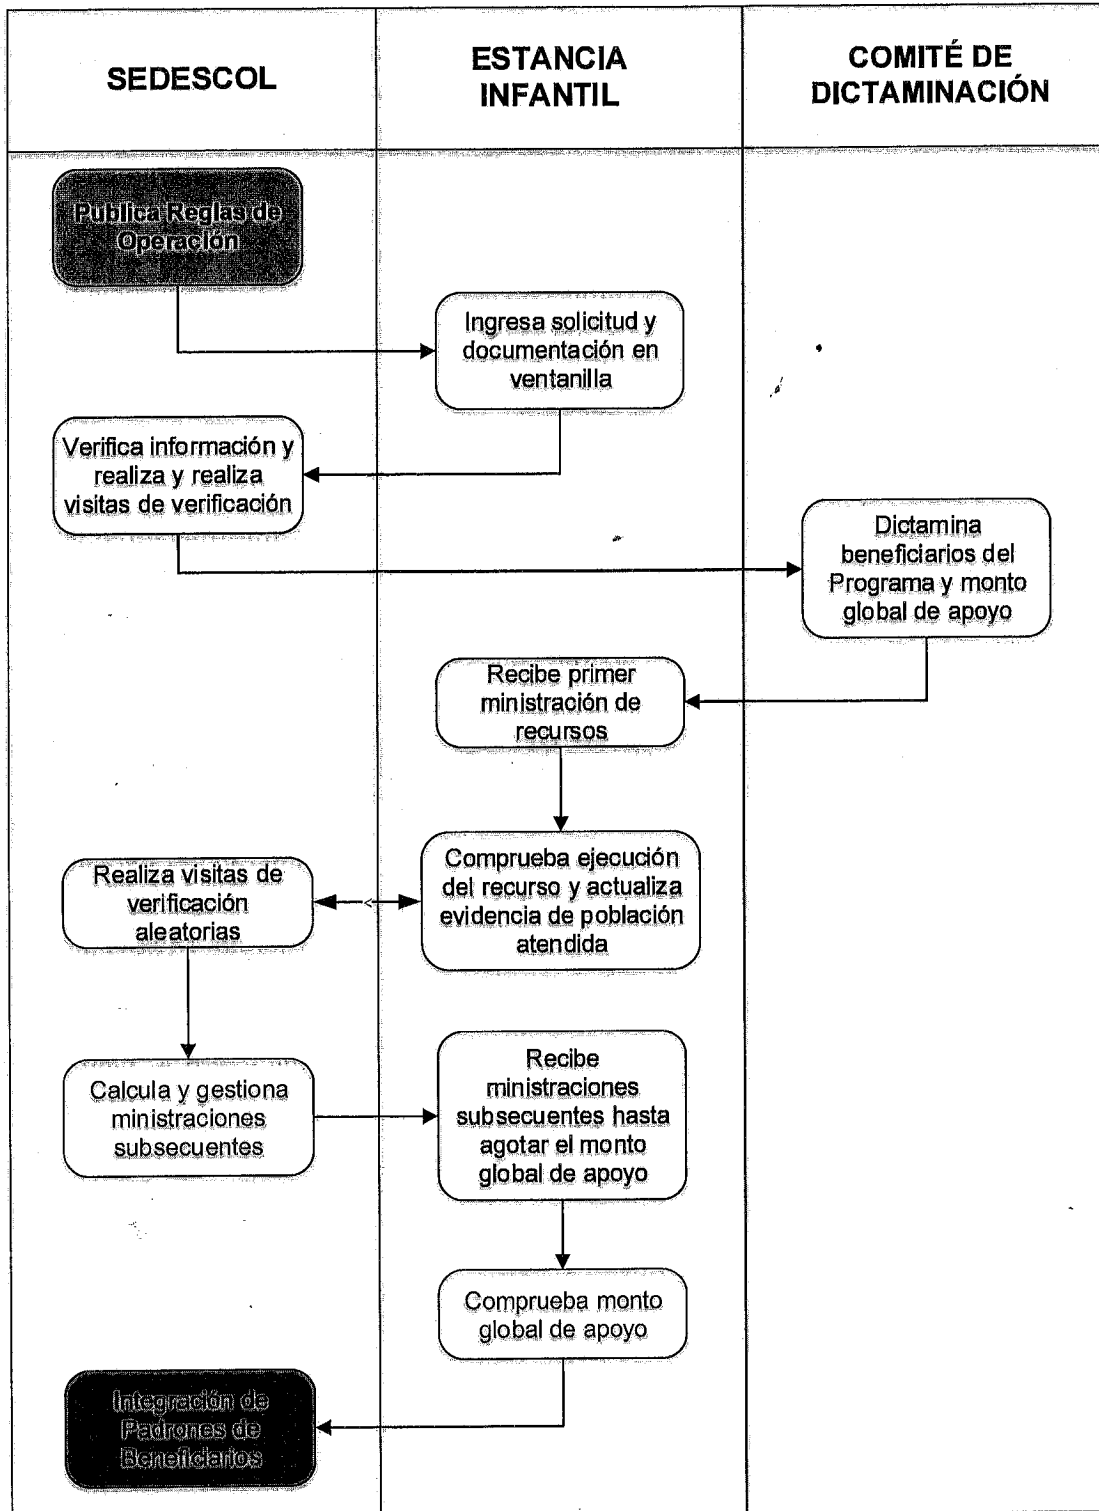 SEDESCOL
ESTANCIA
INFANTIL
COMITÉ DE
DICTAMINACIÓN
Publica Reglas de
Operación
Ingresa solicitud y
documentación en
ventanilla
Verifica información y
realiza y realiza
visitas de verificación
Dictamina
beneficiarios del
Programa y monto
global de apoyo
Recibe primer
ministración de
recursos
Realiza visitas de
verificación
aleatorias
Comprueba ejecución
del recurso y actualiza
evidencia de población
atendida
Calcula y gestiona
ministraciones
subsecuentes
Recibe
ministraciones
subsecuentes hasta
agotar el monto
global de apoyo
Comprueba monto
global de apoyo
Integración de
Padrones de
Beneficiarios